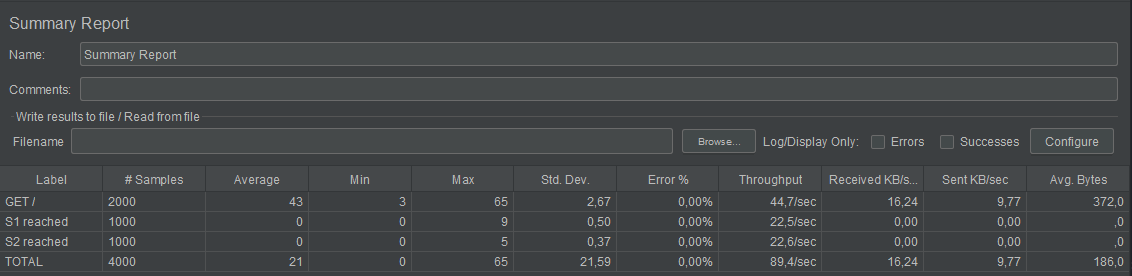 Summary Report
Name: Summary Report
Comments:
Write results to file / Read from file
Filename Browse... Log/Display Only: Errors Successes Configure
Label # Samples Average Min Max Std. Dev. Error % Throughput Received KB/s... Sent KB/sec Avg. Bytes
GET / 2000 43 3 65 2,67 0,00% 44,7/sec 16,24 9,77 372,0
S1 reached 1000 0 0 9 0,50 0,00% 22,5/sec 0,00 0,00 ,0
S2 reached 1000 0 0 5 0,37 0,00% 22,6/sec 0,00 0,00 ,0
TOTAL 4000 21 0 65 21,59 0,00% 89,4/sec 16,24 9,77 186,0